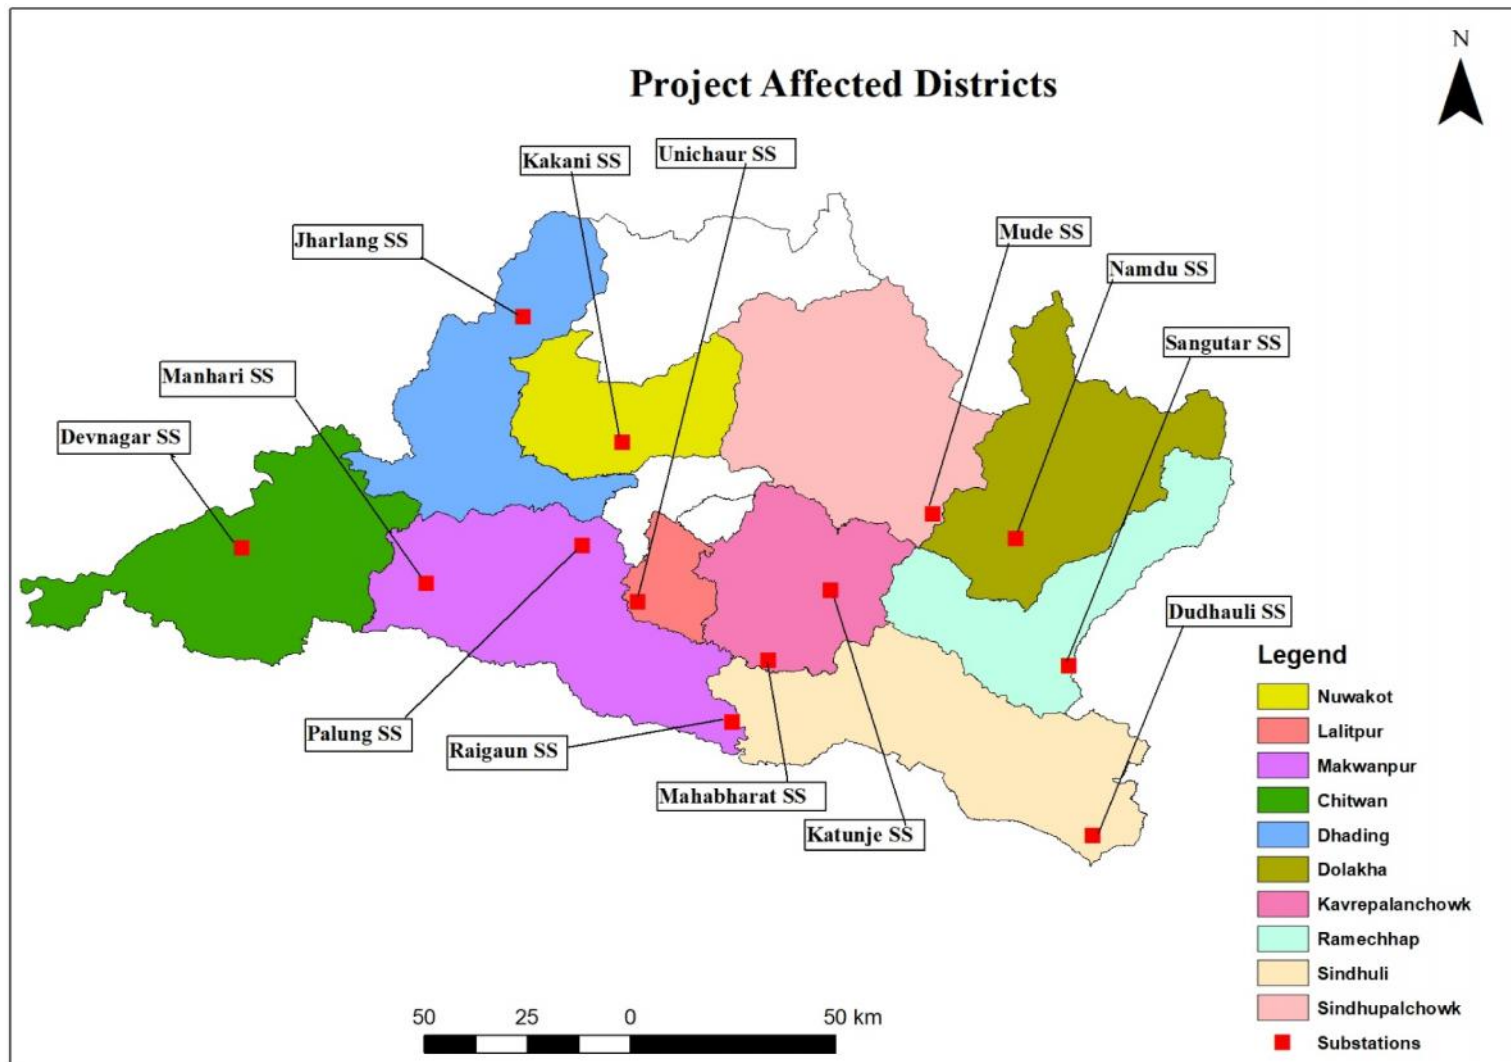 N
Project Affected Districts
Unichaur SS
Kakani SS
Jharlang SS
Mude SS
Namdu SS
Sangutar SS
Manhari SS
Devnagar SS
Dudhauli SS
Palung SS
Raigaun SS
Mahabharat SS
Katunje SS
Legend
Nuwakot
Lalitpur
Makwanpur
Chitwan
Dhading
Dolakha
Kavrepalanchowk
Ramechhap
Sindhuli
Sindhupalchowk
Substations
50 25 0 50 km